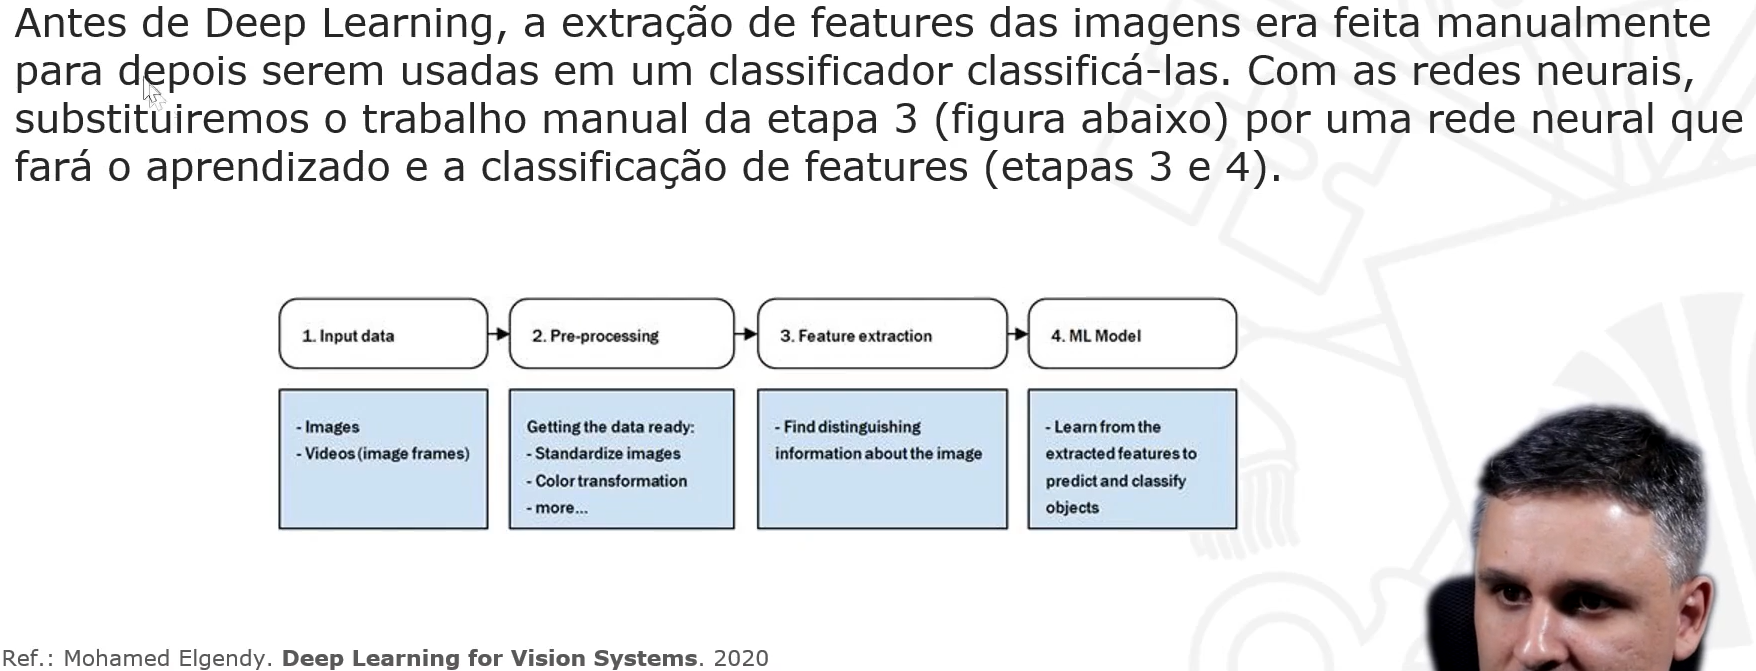 Antes de Deep Learning, a extração de features das imagens era feita manualmente
para depois serem usadas em um classificador classificá-las. Com as redes neurais,
substituiremos o trabalho manual da etapa 3 (figura abaixo) por uma rede neural que
fará o aprendizado e a classificação de features (etapas 3 e 4).
1. Input data
2. Pre-processing
3. Feature extraction
4. ML Model
- Images
- Videos (image frames)
Getting the data ready:
- Standardize images
- Color transformation
- more...
- Find distinguishing
information about the image
- Learn from the
extracted features to
predict and classify
objects
Ref.: Mohamed Elgendy. Deep Learning for Vision Systems. 2020